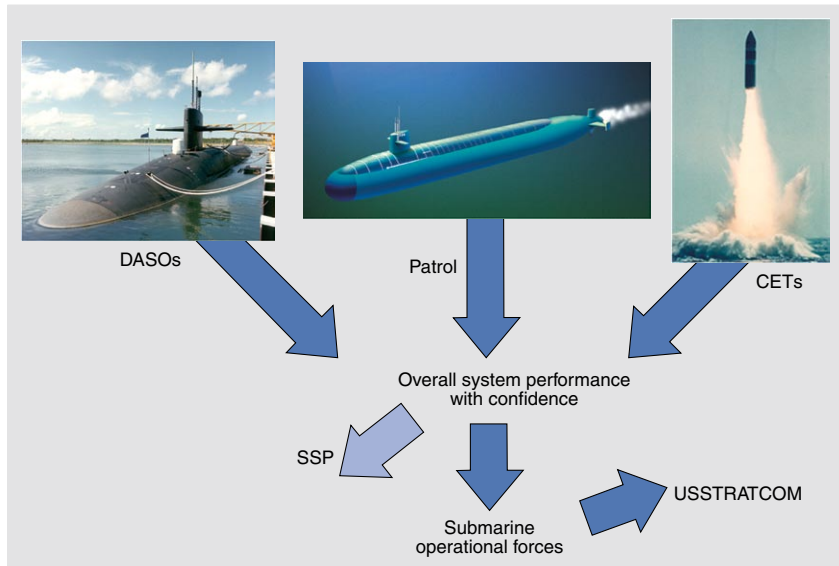 DASOs
Patrol
CETs
Overall system performance
with confidence
SSP
USSTRATCOM
Submarine
operational forces